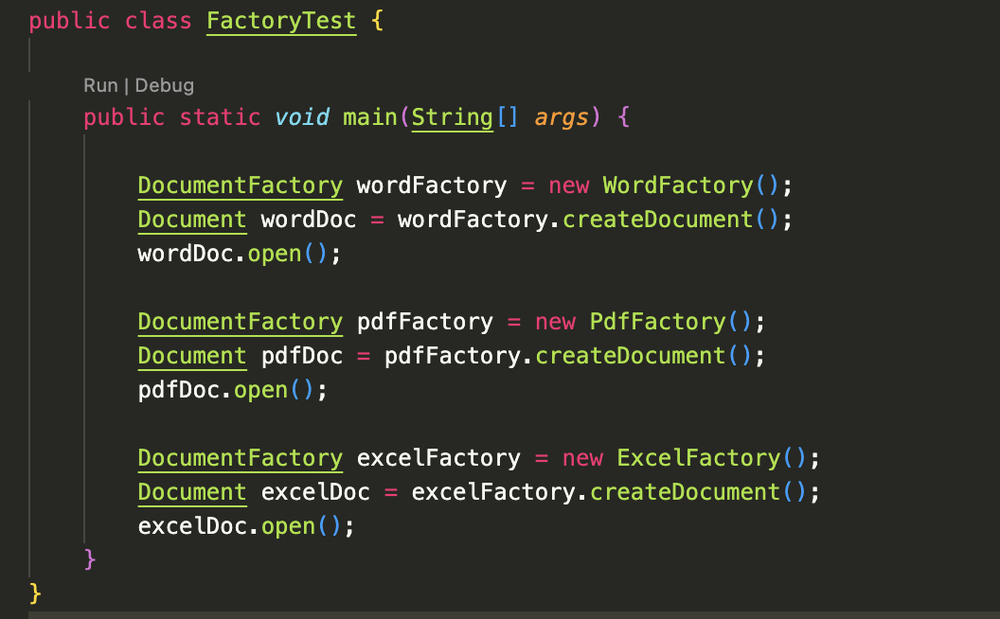 public class FactoryTest {
Run | Debug
public static void main(String[] args) {
DocumentFactory wordFactory = new WordFactory();
Document wordDoc = wordFactory.createDocument();
wordDoc.open();
DocumentFactory pdfFactory = new PdfFactory();
Document pdfDoc = pdfFactory.createDocument();
pdfDoc.open();
DocumentFactory excelFactory = new ExcelFactory();
Document excelDoc = excelFactory.createDocument();
excelDoc.open();
}
}